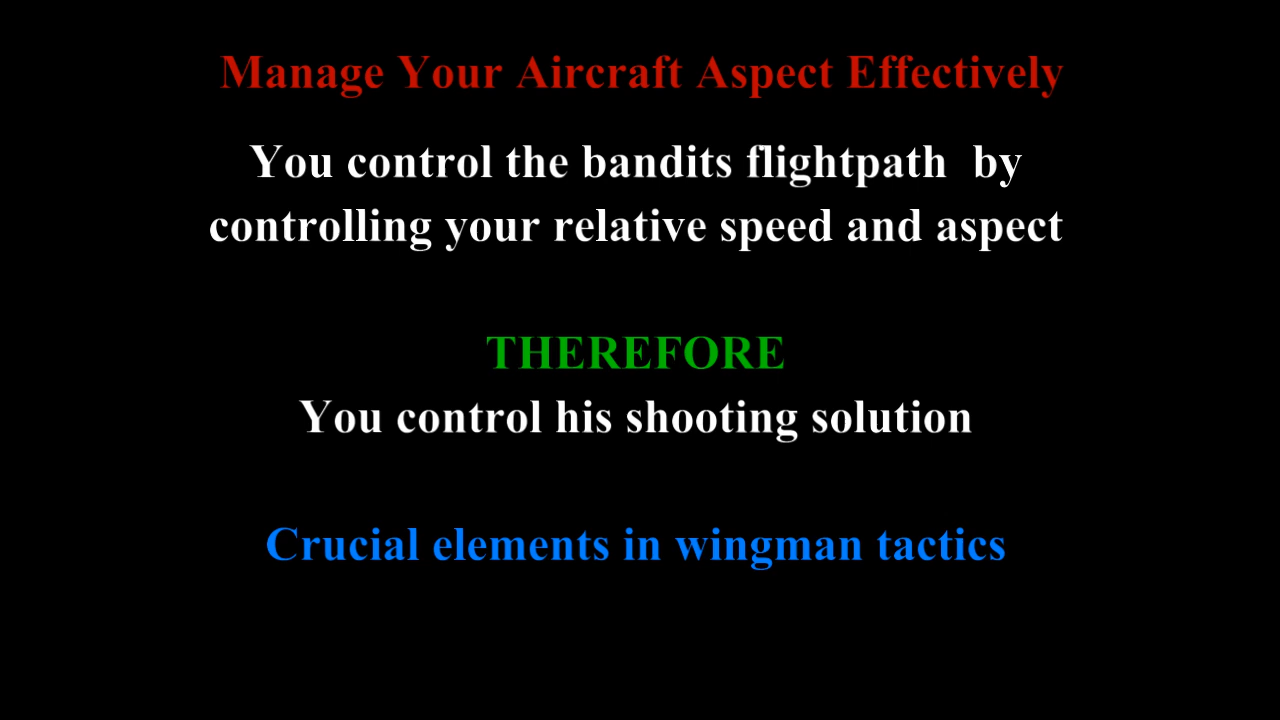 Manage Your Aircraft Aspect Effectively
You control the bandits flightpath  by
controlling your relative speed and aspect
THEREFORE
You control his shooting solution
Crucial elements in wingman tactics